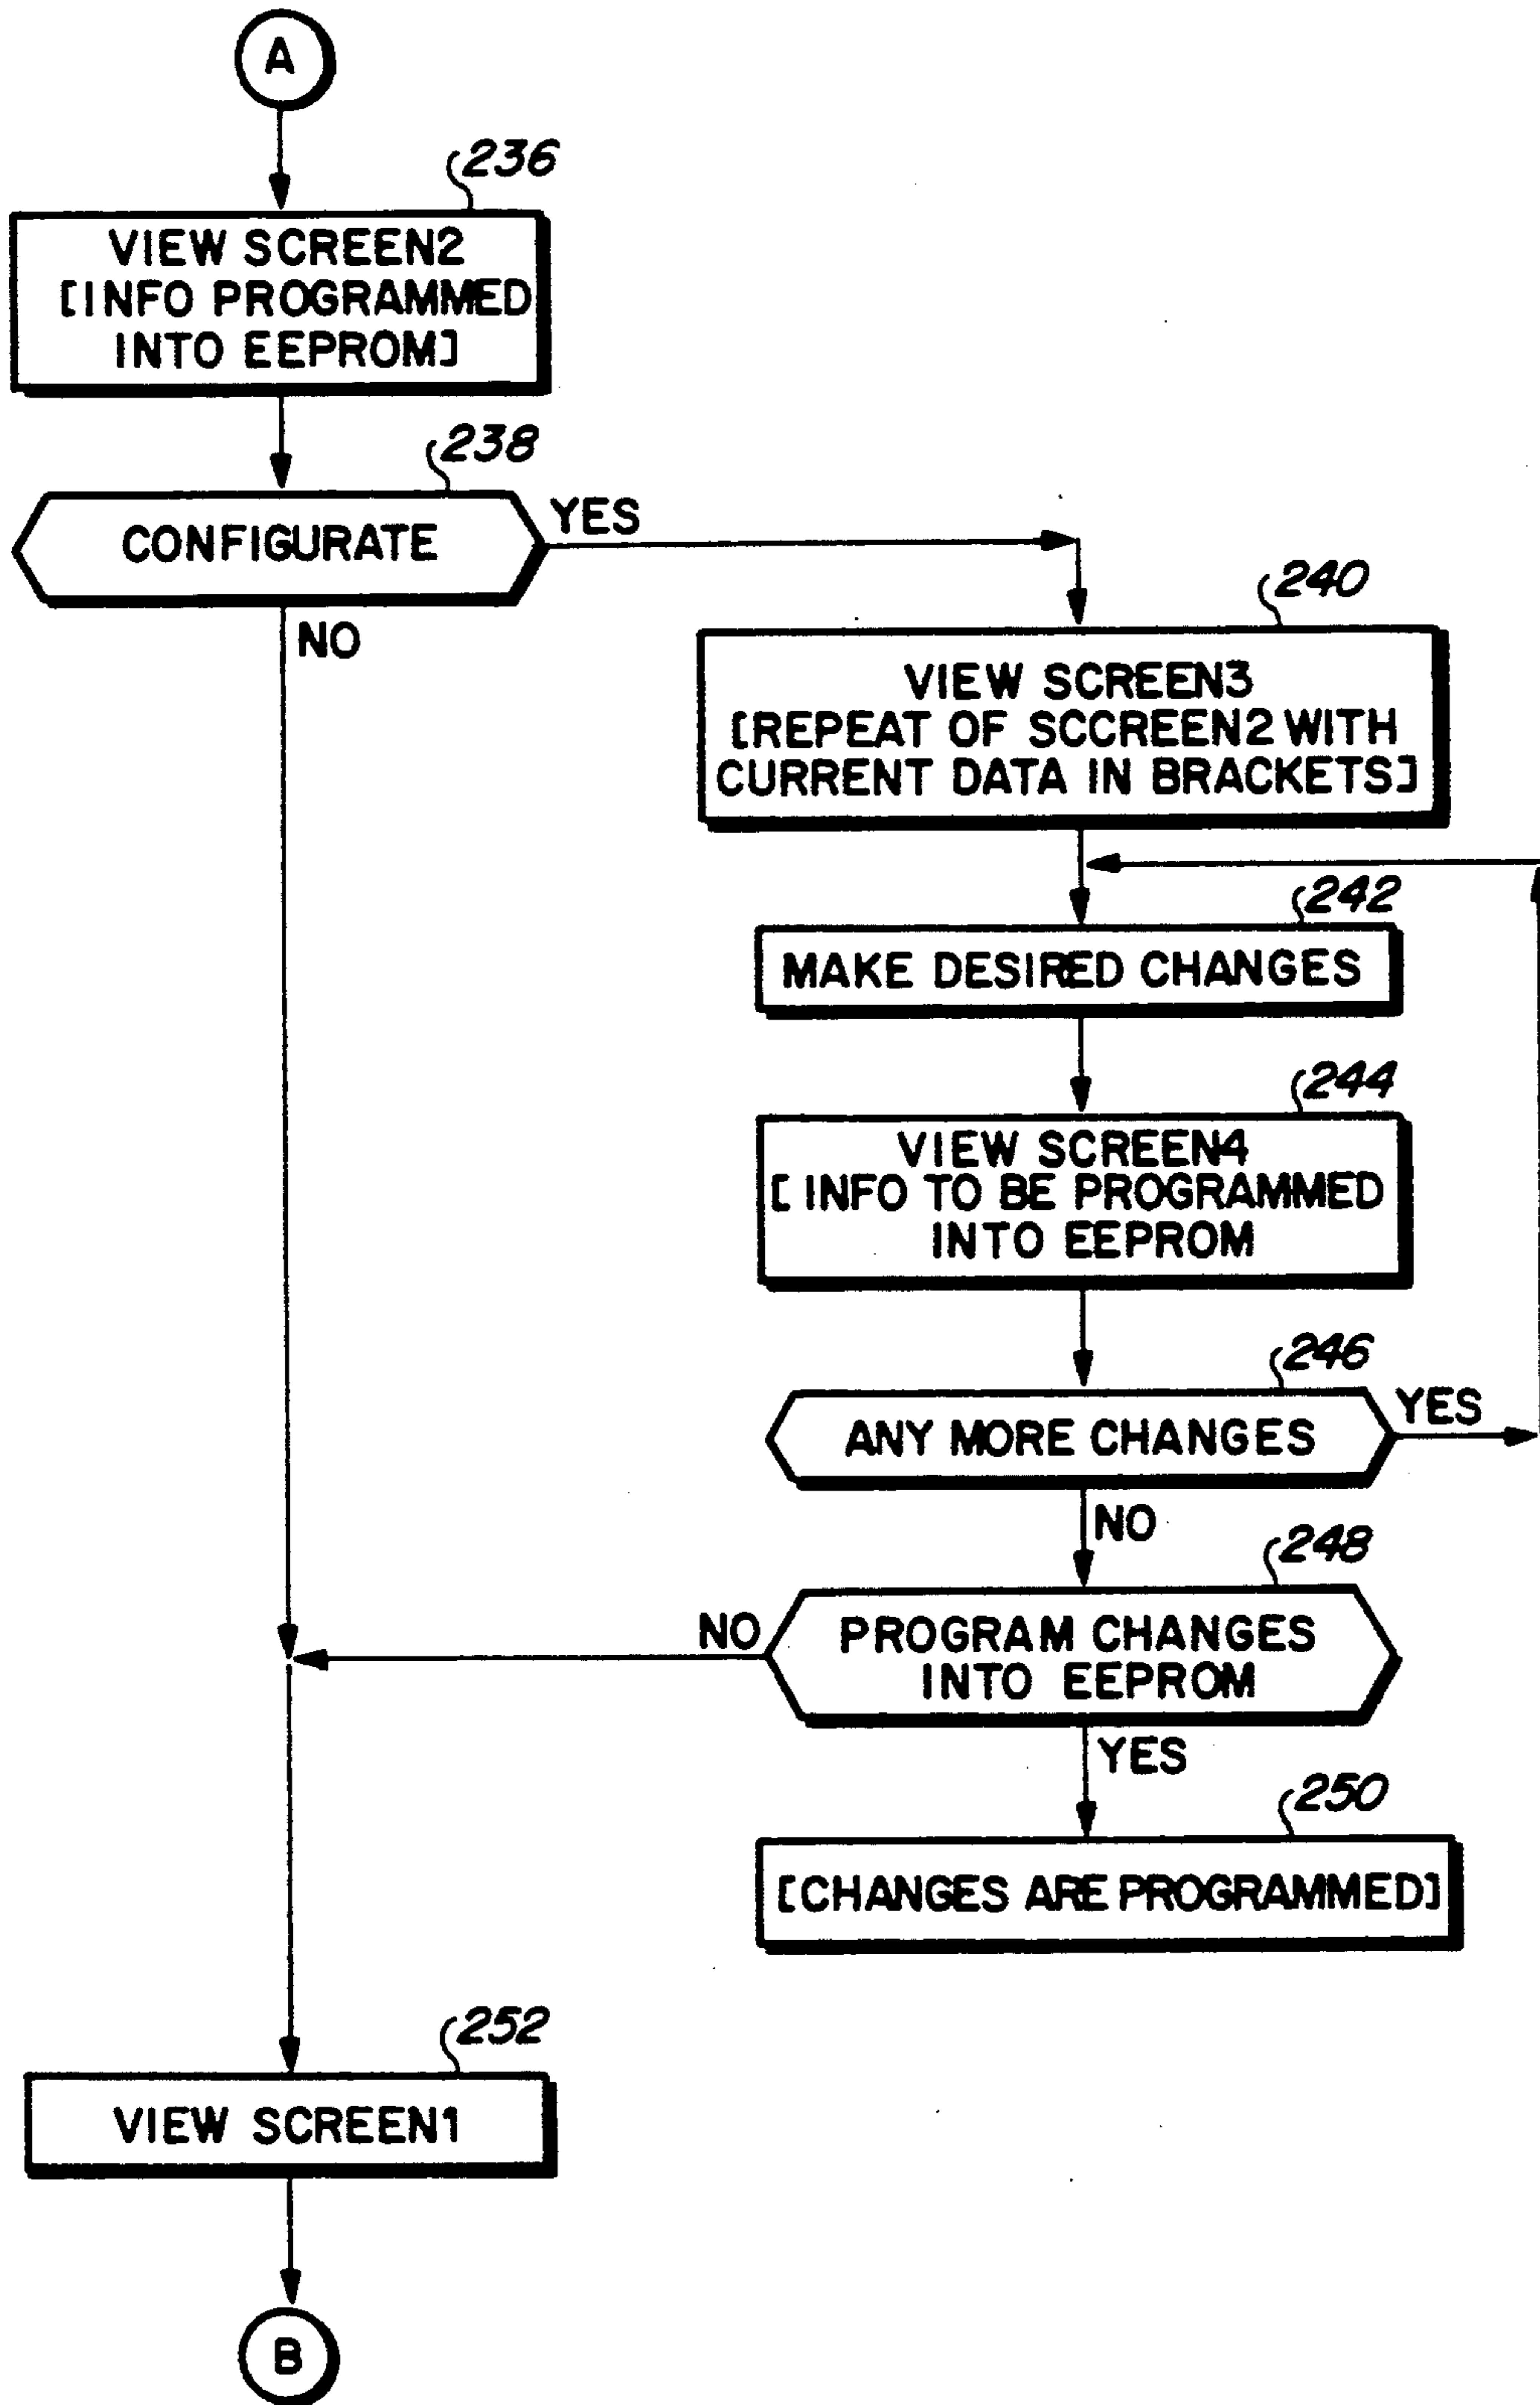 A
236
VIEW SCREEN2
[INFO PROGRAMMED
INTO EEPROM]
238
CONFIGURATE
YES
NO
240
VIEW SCREEN3
[REPEAT OF SCCREEN2 WITH
CURRENT DATA IN BRACKETS]
242
MAKE DESIRED CHANGES
244
VIEW SCREEN4
[ INFO TO BE PROGRAMMED
INTO EEPROM
246
ANY MORE CHANGES
YES
NO
248
PROGRAM CHANGES
INTO EEPROM
NO
YES
250
[CHANGES ARE PROGRAMMED]
252
VIEW SCREEN1
B